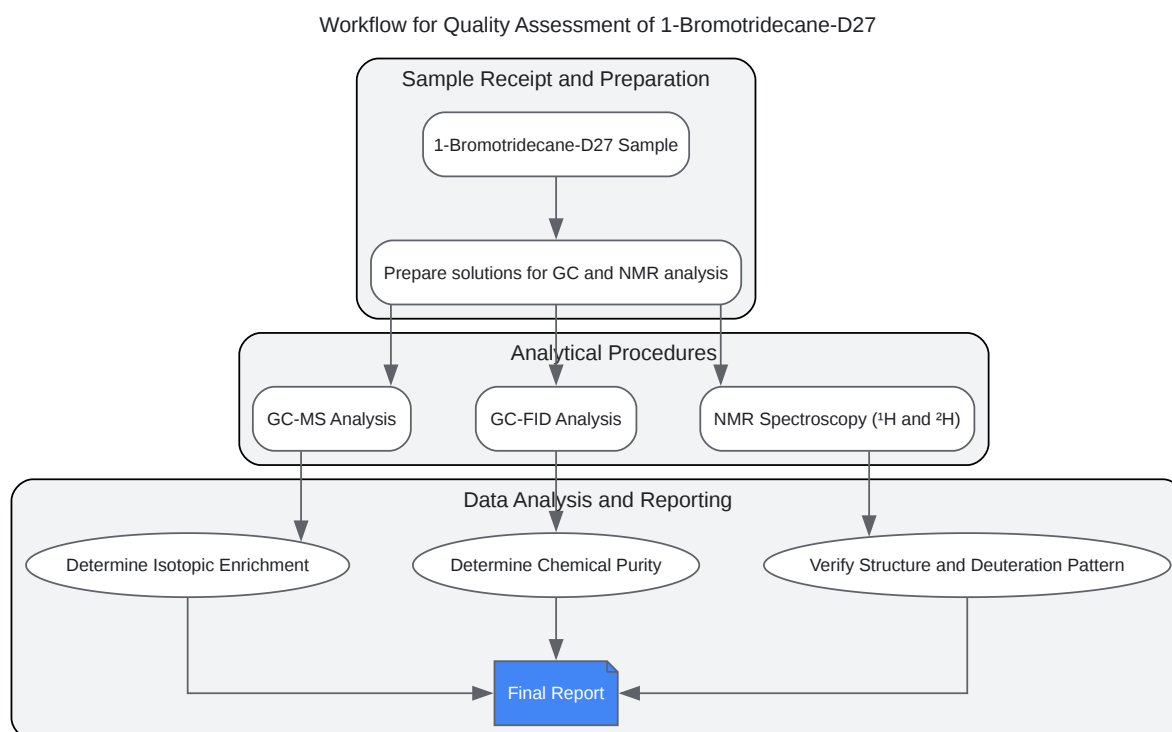 Workflow for Quality Assessment of 1-Bromotridecane-D27
Sample Receipt and Preparation
1-Bromotridecane-D27 Sample
Prepare solutions for GC and NMR analysis
Analytical Procedures
GC-MS Analysis
GC-FID Analysis
NMR Spectroscopy (¹H and ²H)
Data Analysis and Reporting
Determine Isotopic Enrichment
Determine Chemical Purity
Verify Structure and Deuteration Pattern
Final Report